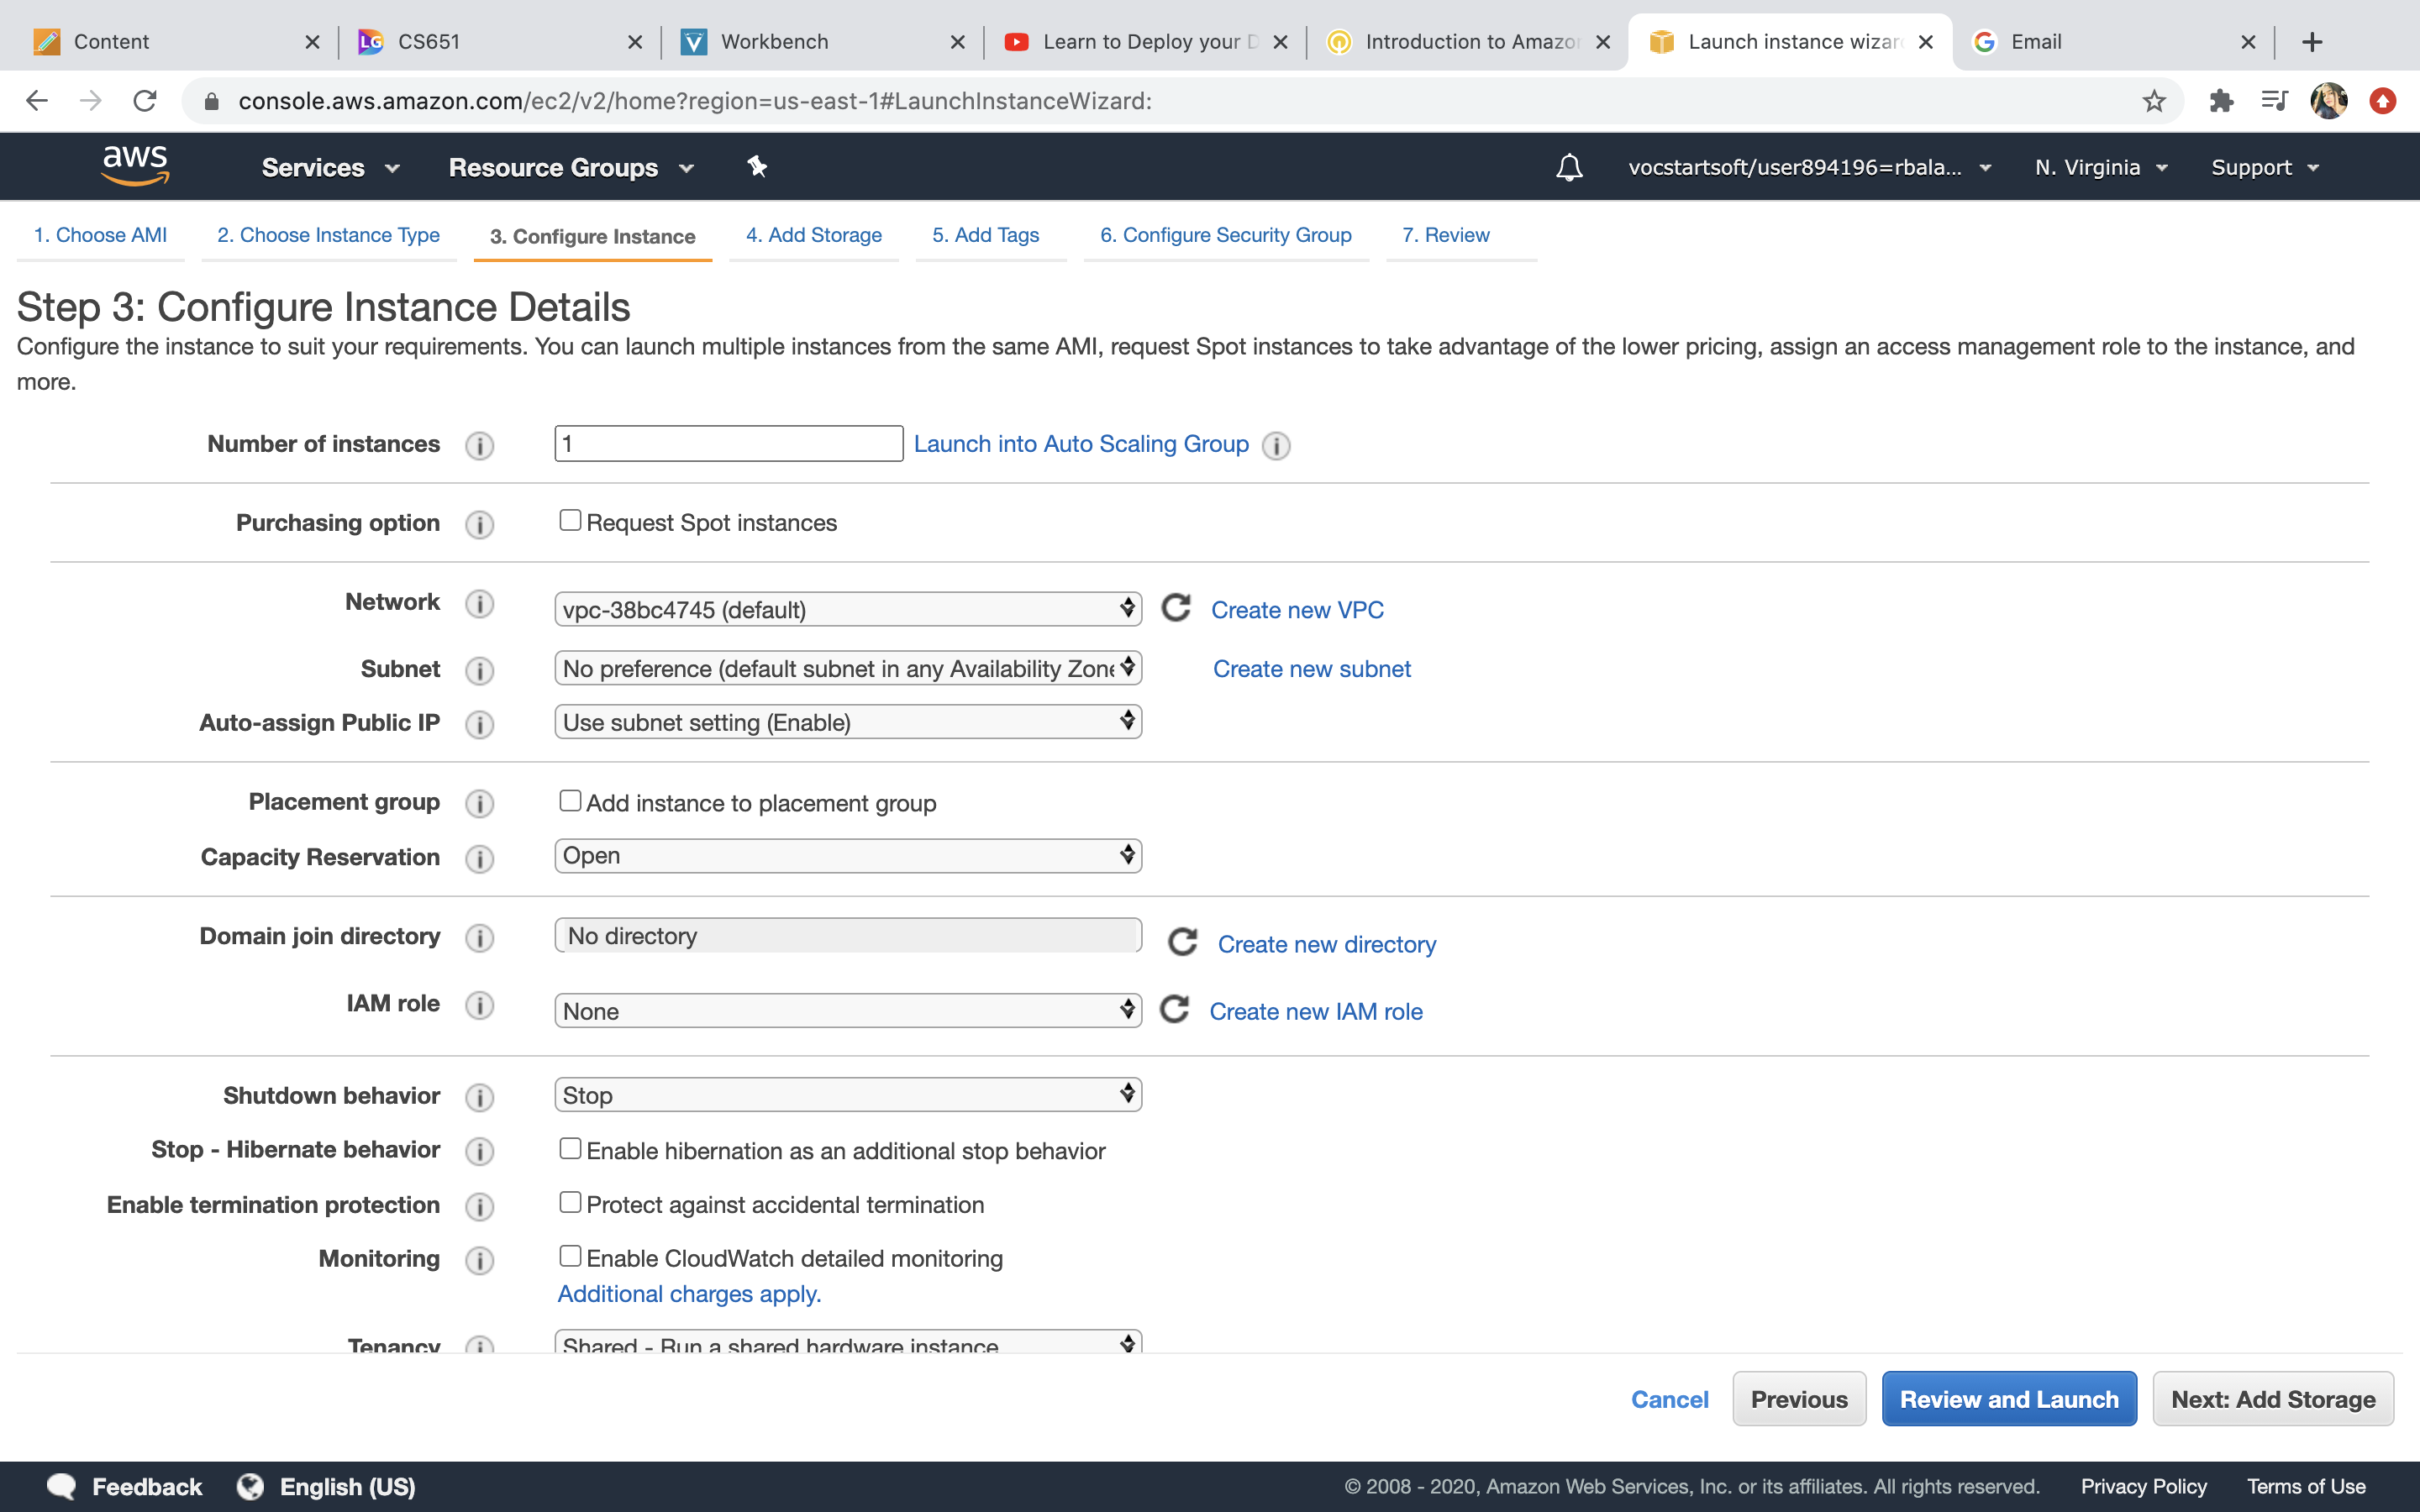 Content
CS651
Workbench
Learn to Deploy your D
Introduction to Amazon
Launch instance wizard
Email
console.aws.amazon.com/ec2/v2/home?region=us-east-1#LaunchInstanceWizard:
aws
Services
Resource Groups
vocstartsoft/user894196=rbala...
N. Virginia
Support
1. Choose AMI
2. Choose Instance Type
3. Configure Instance
4. Add Storage
5. Add Tags
6. Configure Security Group
7. Review
Step 3: Configure Instance Details
Configure the instance to suit your requirements. You can launch multiple instances from the same AMI, request Spot instances to take advantage of the lower pricing, assign an access management role to the instance, and
more.
Number of instances
1
Launch into Auto Scaling Group
Purchasing option
Request Spot instances
Network
vpc-38bc4745 (default)
Create new VPC
Subnet
No preference (default subnet in any Availability Zone
Create new subnet
Auto-assign Public IP
Use subnet setting (Enable)
Placement group
Add instance to placement group
Capacity Reservation
Open
Domain join directory
No directory
Create new directory
IAM role
None
Create new IAM role
Shutdown behavior
Stop
Stop - Hibernate behavior
Enable hibernation as an additional stop behavior
Enable termination protection
Protect against accidental termination
Monitoring
Enable CloudWatch detailed monitoring
Additional charges apply.
Tenancy
Shared - Run a shared hardware instance
Cancel
Previous
Review and Launch
Next: Add Storage
Feedback
English (US)
© 2008 - 2020, Amazon Web Services, Inc. or its affiliates. All rights reserved.
Privacy Policy
Terms of Use